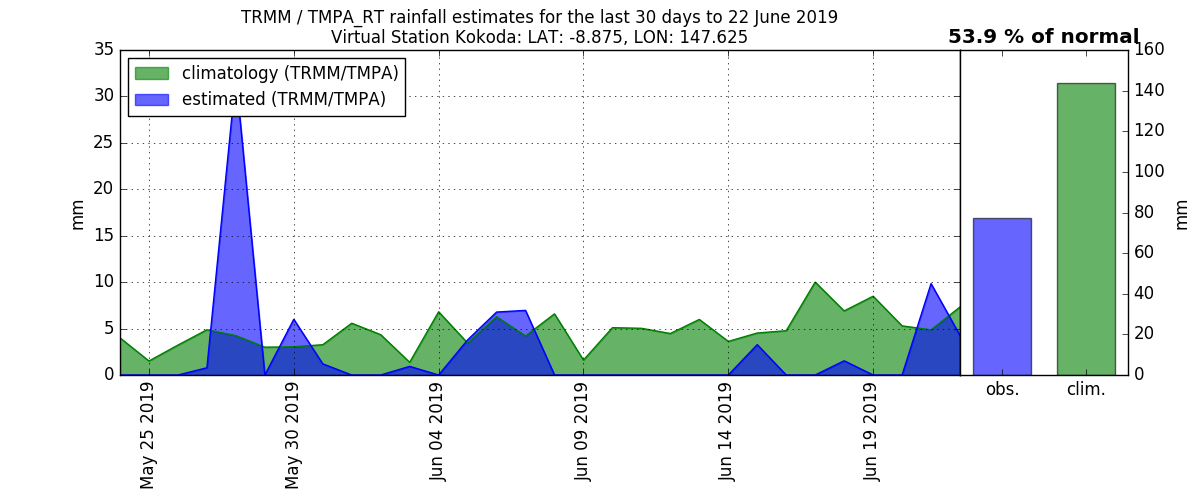 TRMM / TMPA_RT rainfall estimates for the last 30 days to 22 June 2019
Virtual Station Kokoda: LAT: -8.875, LON: 147.625
53.9 % of normal
climatology (TRMM/TMPA)
estimated (TRMM/TMPA)
35
30
25
20
15
10
5
0
mm
May 25 2019
May 30 2019
Jun 04 2019
Jun 09 2019
Jun 14 2019
Jun 19 2019
obs.
clim.
160
140
120
100
80
60
40
20
0
mm